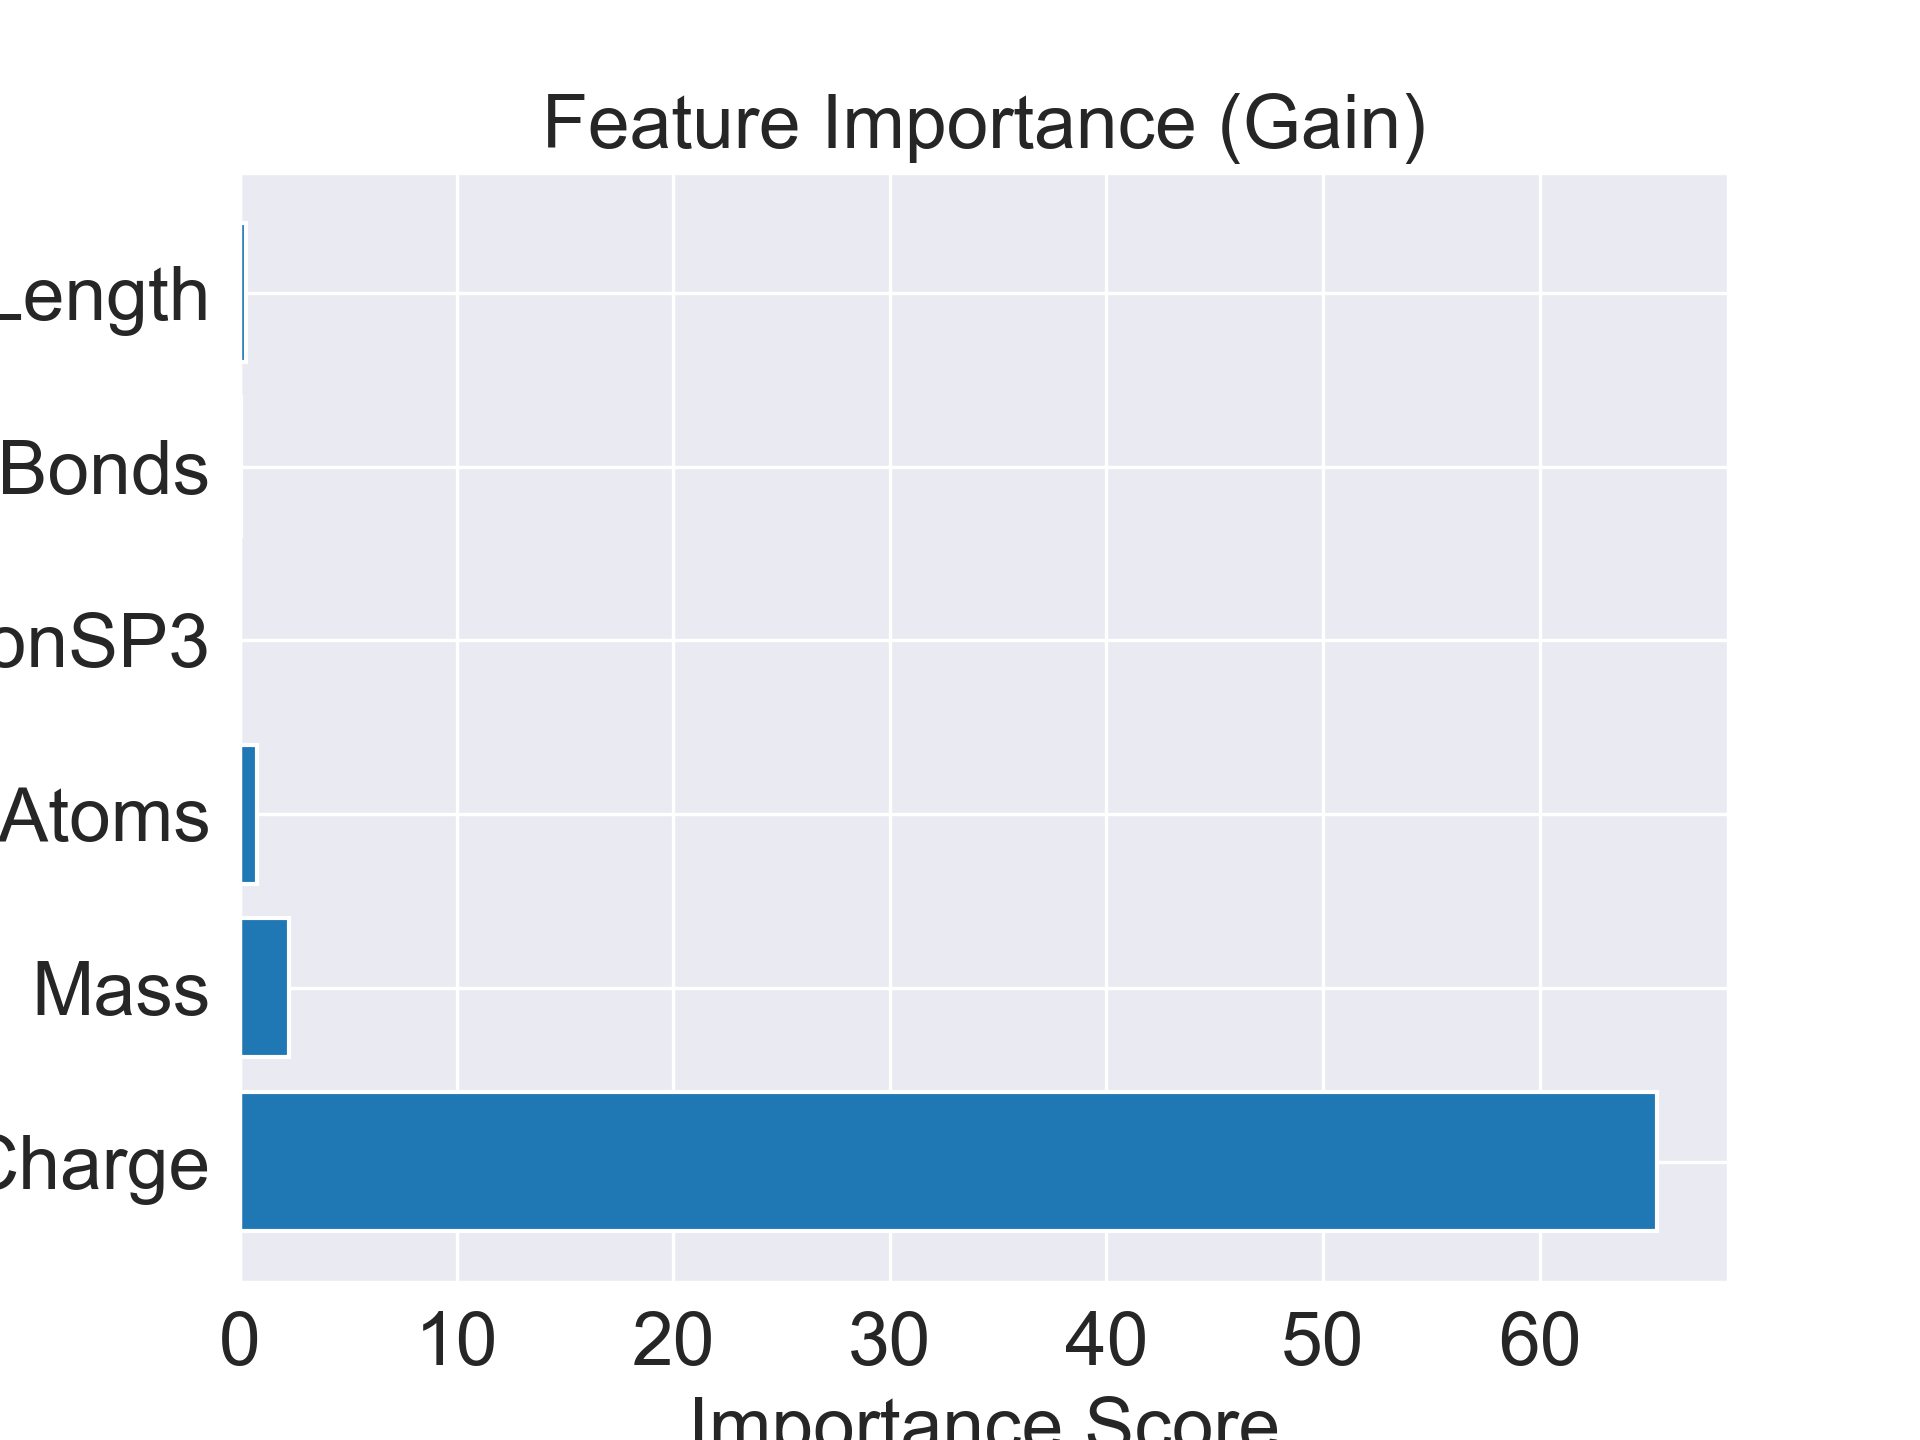 Feature Importance (Gain)
Length
Bonds
onSP3
Atoms
Mass
Charge
0 10 20 30 40 50 60
Importance Score